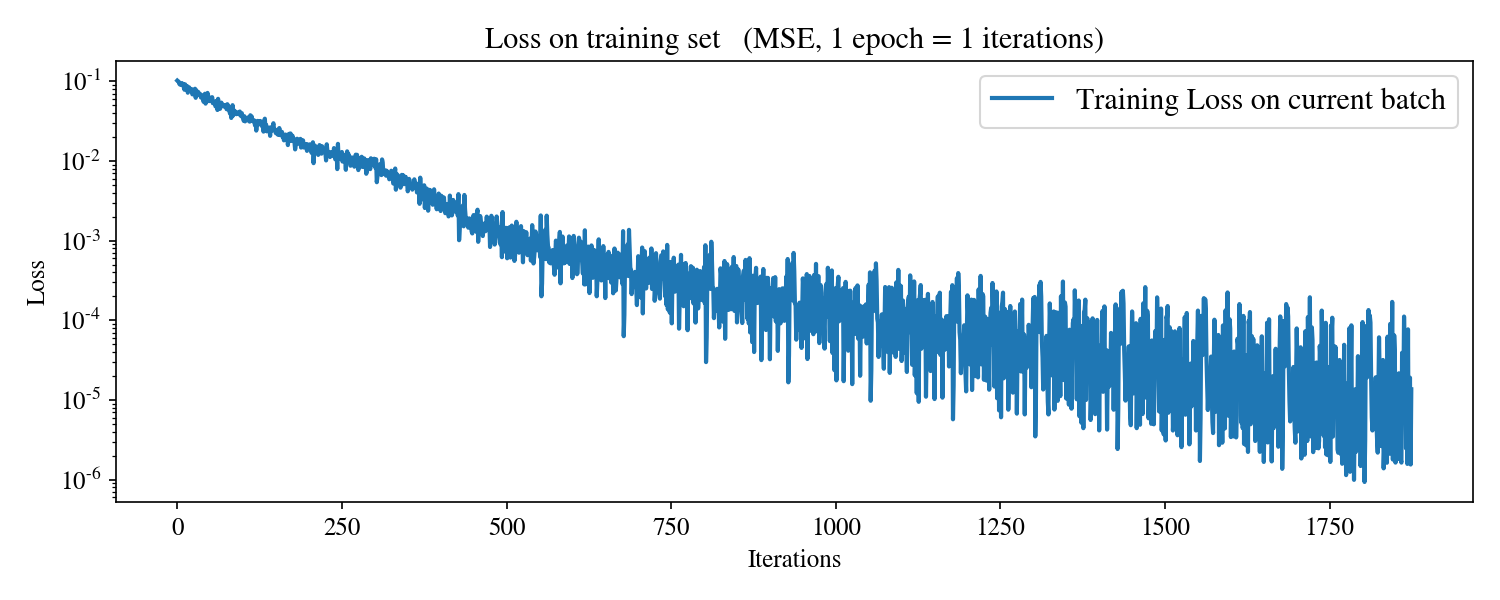 Loss on training set (MSE, 1 epoch = 1 iterations)
Training Loss on current batch
Loss
10^-1
10^-2
10^-3
10^-4
10^-5
10^-6
0 250 500 750 1000 1250 1500 1750
Iterations